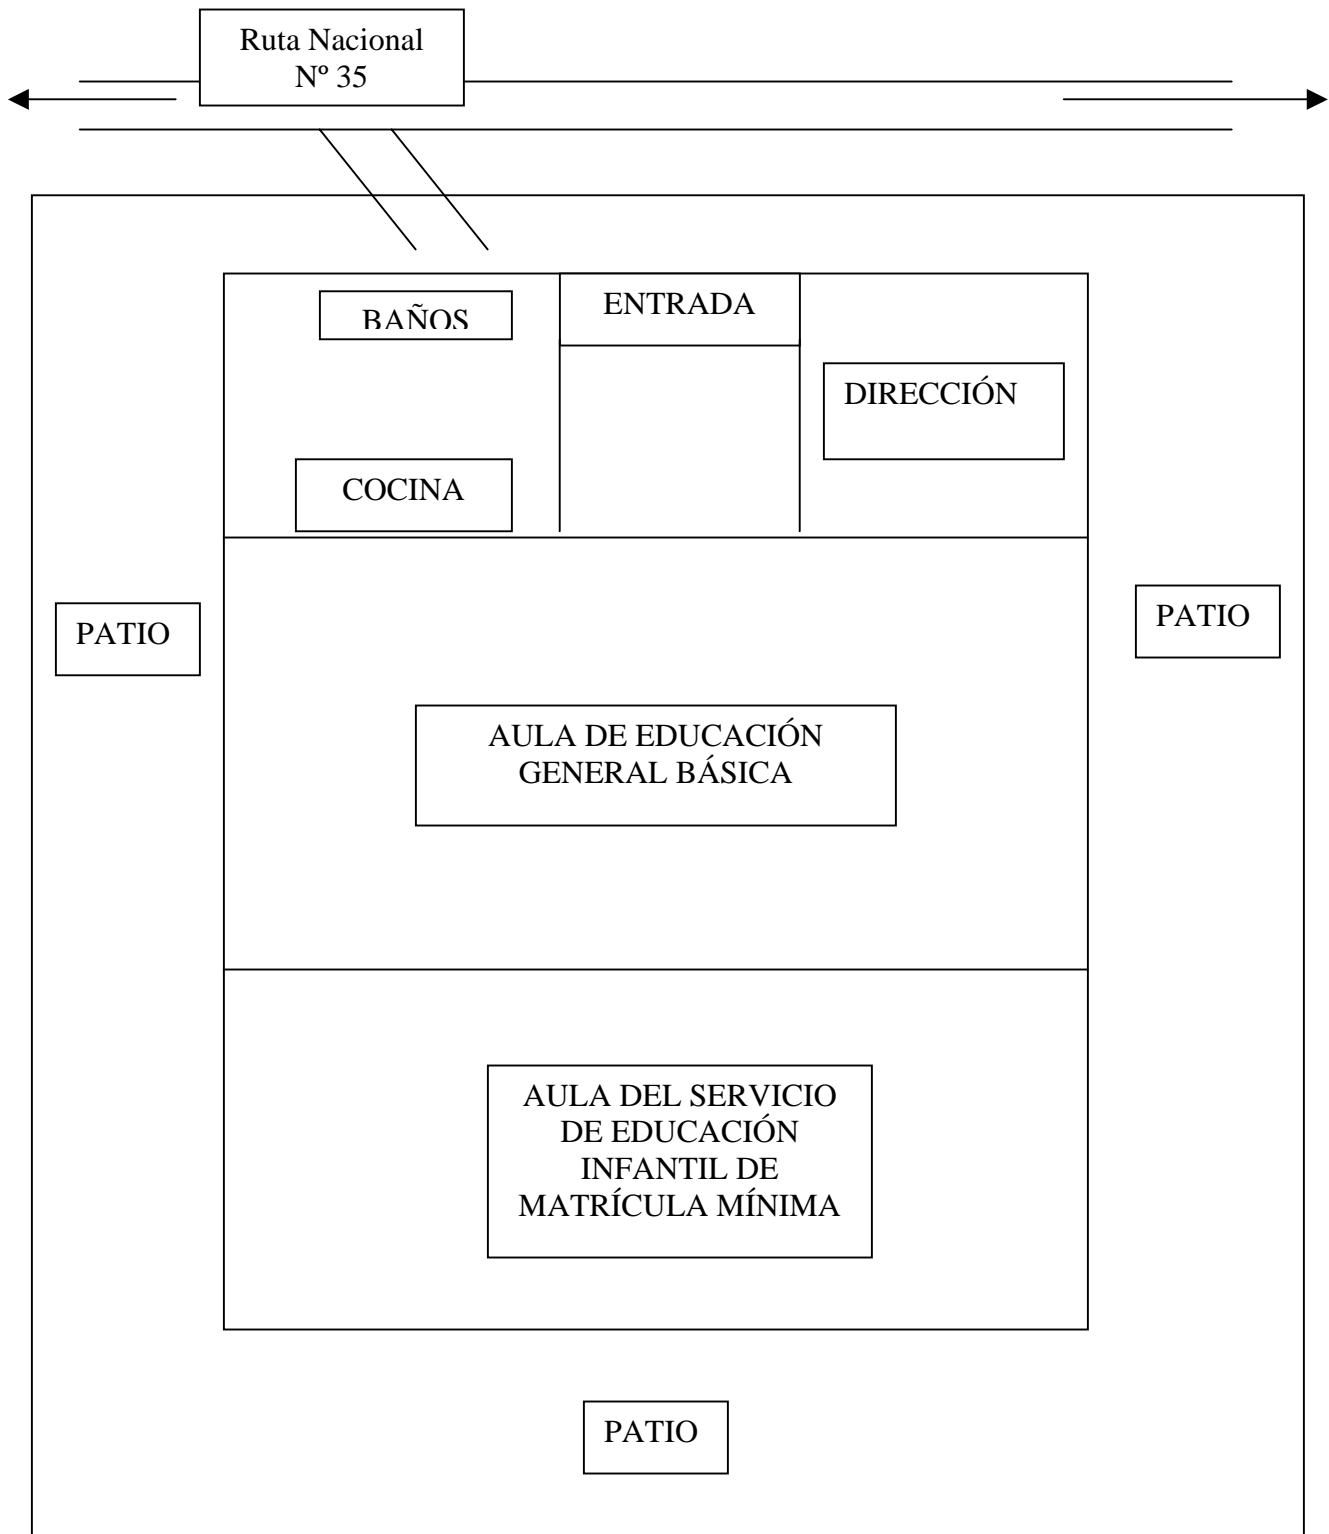 Ruta Nacional
Nº 35
BAÑOS
ENTRADA
DIRECCIÓN
COCINA
PATIO
PATIO
AULA DE EDUCACIÓN
GENERAL BÁSICA
AULA DEL SERVICIO
DE EDUCACIÓN
INFANTIL DE
MATRÍCULA MÍNIMA
PATIO